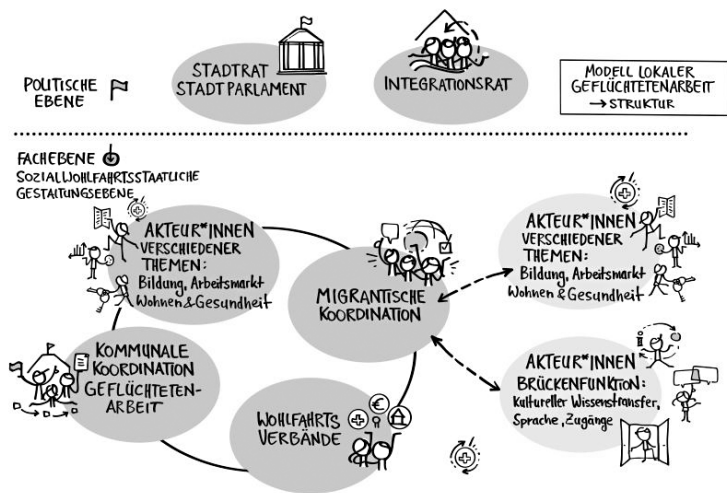 POLITISCHE
EBENE
STADTRAT
STADTPARLAMENT
INTEGRATIONSRAT
MODELL LOKALER
GEFLÜCHTETENARBEIT
→ STRUKTUR
FACHEBENE
SOZIALWOHLFAHRTSSTAATLICHE
GESTALTUNGSEBENE
AKTEUR*INNEN
VERSCHIEDENER
THEMEN:
Bildung, Arbeitsmarkt
Wohnen & Gesundheit
MIGRANTISCHE
KOORDINATION
AKTEUR*INNEN
VERSCHIEDENER
THEMEN:
Bildung, Arbeitsmarkt
Wohnen & Gesundheit
KOMMUNALE
KOORDINATION
GEFLÜCHTETEN-
ARBEIT
WOHLFAHRTS
VERBÄNDE
€
AKTEUR*INNEN
BRÜCKENFUNKTION:
Kultureller Wissenstransfer,
Sprache, Zugänge